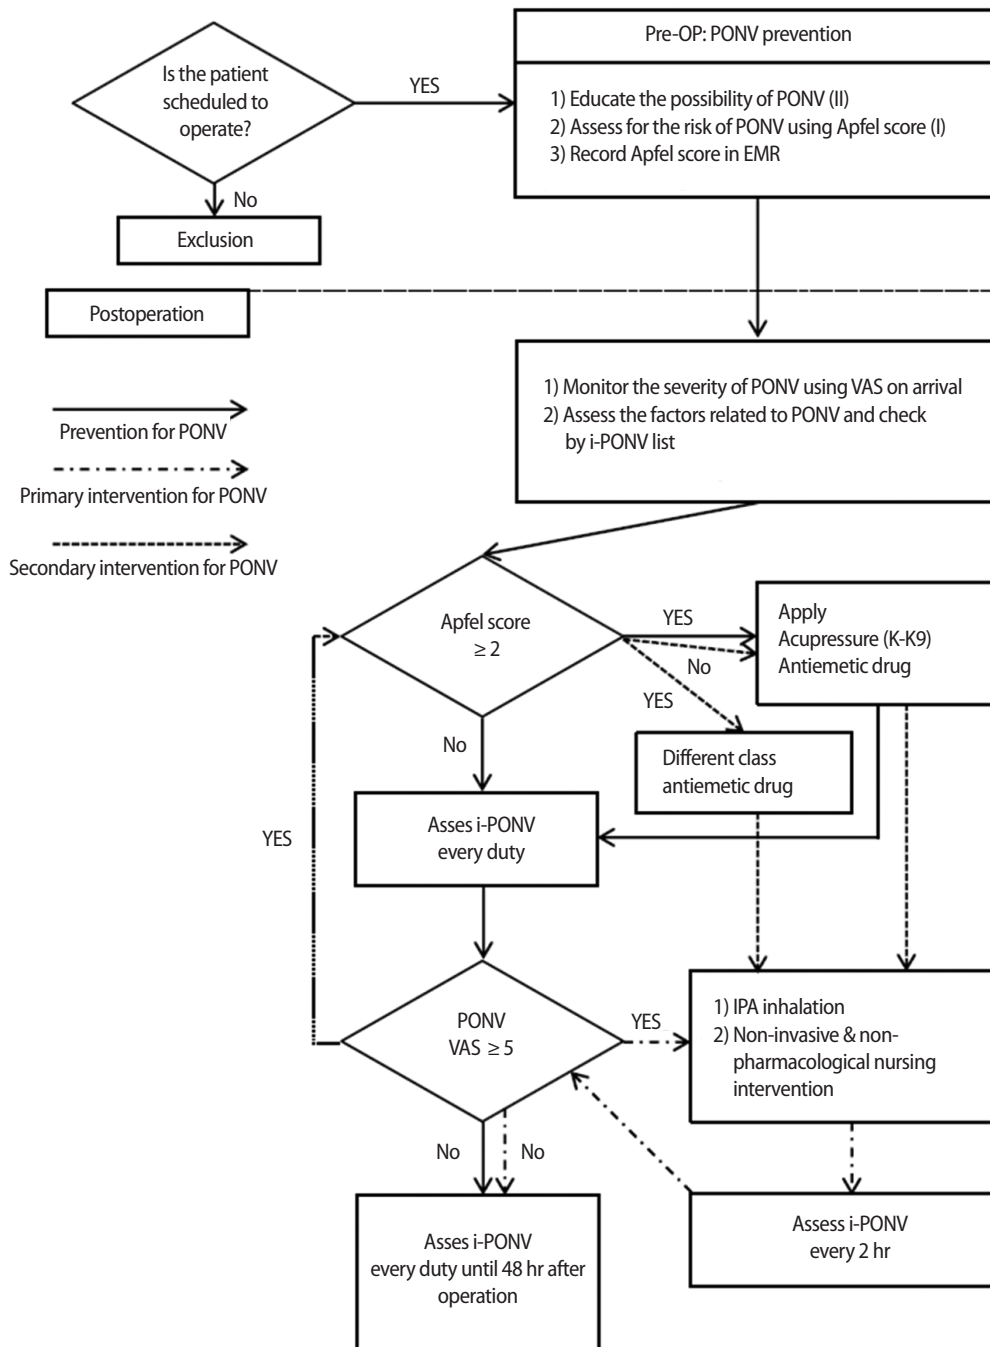 Is the patient
scheduled to
operate?
YES
No
Exclusion
Pre-OP: PONV prevention
1) Educate the possibility of PONV (II)
2) Assess for the risk of PONV using Apfel score (I)
3) Record Apfel score in EMR
Postoperation
Prevention for PONV
Primary intervention for PONV
Secondary intervention for PONV
1) Monitor the severity of PONV using VAS on arrival
2) Assess the factors related to PONV and check
by i-PONV list
Apfel score
≥ 2
YES
No
YES
No
Apply
Acupressure (K-K9)
Antiemetic drug
Different class
antiemetic drug
Asses i-PONV
every duty
YES
PONV
VAS ≥ 5
YES
No
No
1) IPA inhalation
2) Non-invasive & non-
pharmacological nursing
intervention
Assess i-PONV
every 2 hr
Asses i-PONV
every duty until 48 hr after
operation